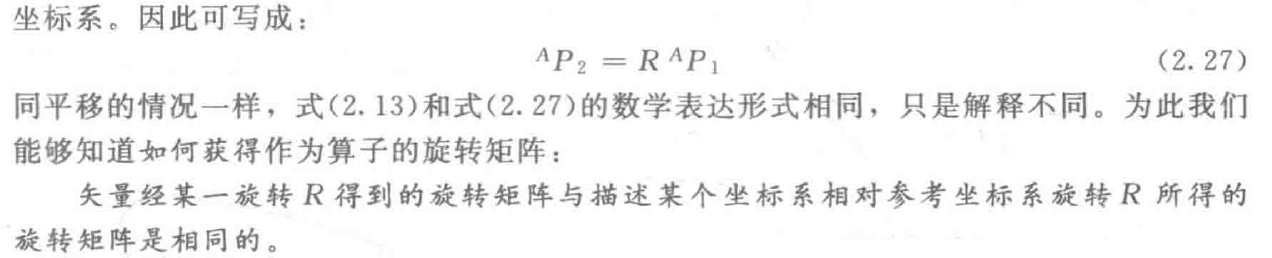 坐标系。因此可写成：
ᴬP₂ = R ᴬP₁ (2.27)
同平移的情况一样，式(2.13)和式(2.27)的数学表达形式相同，只是解释不同。为此我们
能够知道如何获得作为算子的旋转矩阵：
矢量经某一旋转 R 得到的旋转矩阵与描述某个坐标系相对参考坐标系旋转 R 所得的
旋转矩阵是相同的。